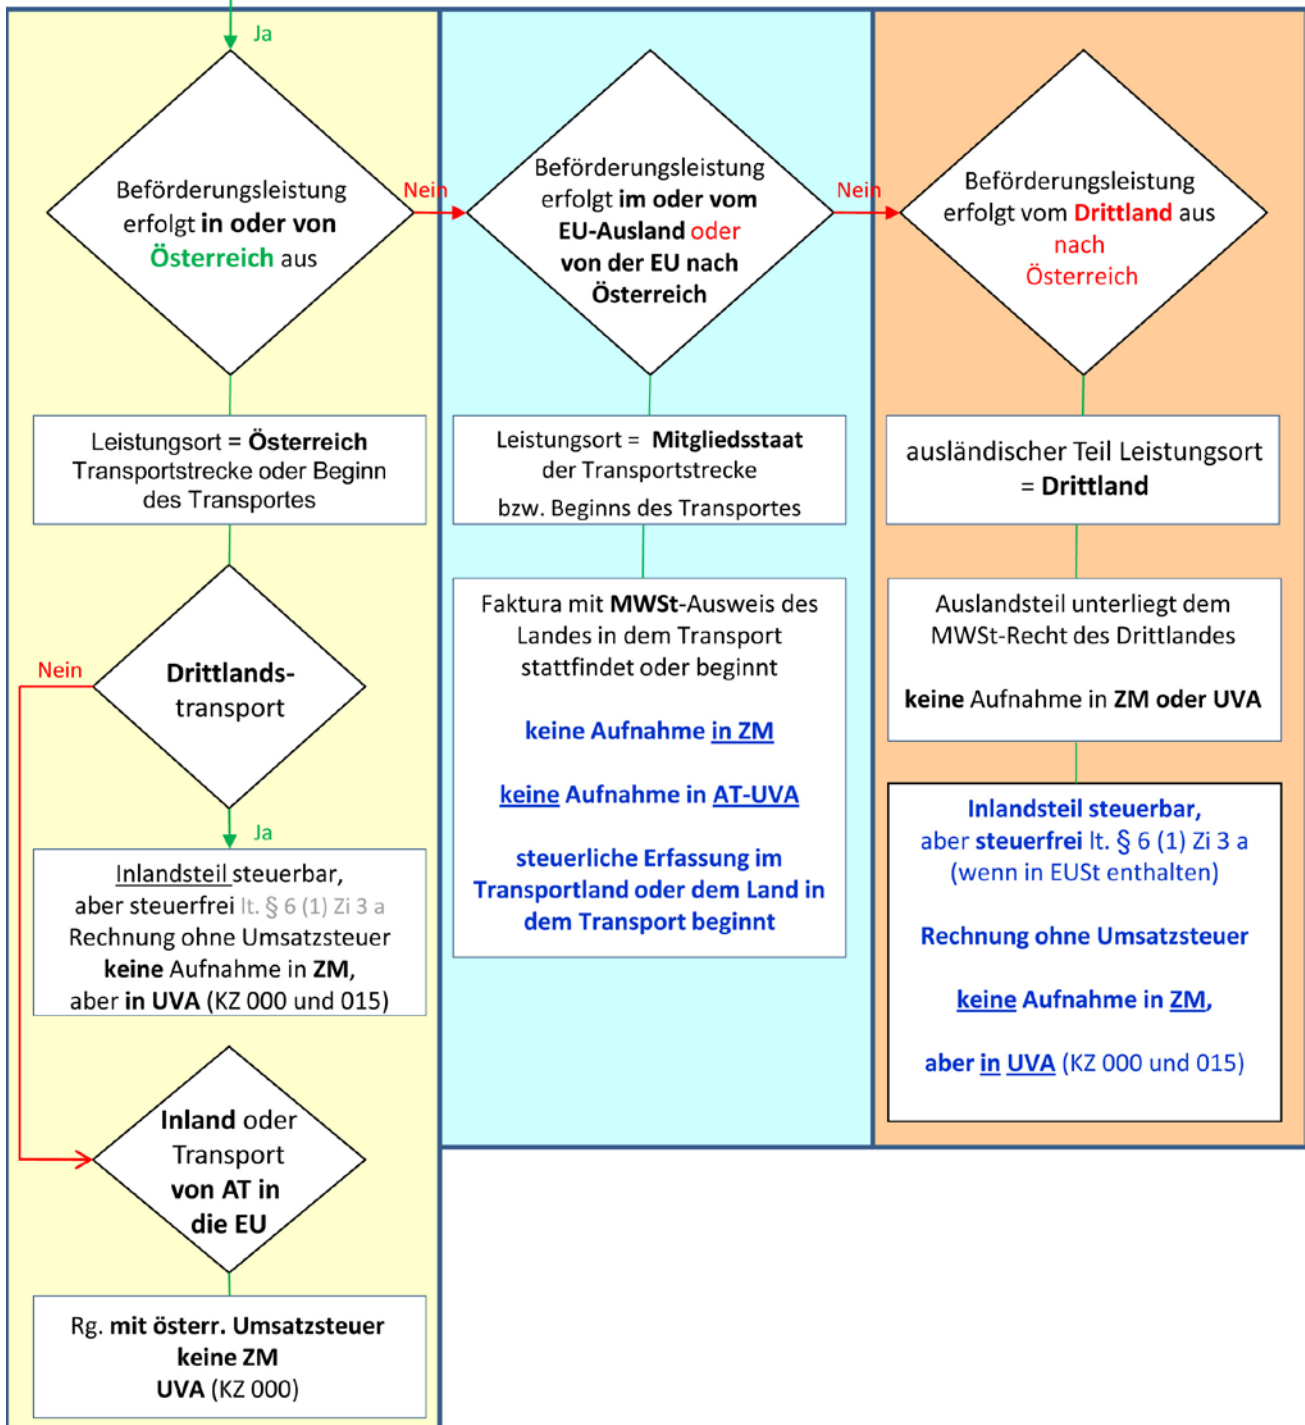 Ja
Beförderungsleistung
erfolgt in oder von
Österreich aus
Nein
Beförderungsleistung
erfolgt im oder vom
EU-Ausland oder
von der EU nach
Österreich
Nein
Beförderungsleistung
erfolgt vom Drittland aus
nach
Österreich
Leistungsort = Österreich
Transportstrecke oder Beginn
des Transportes
Leistungsort = Mitgliedsstaat
der Transportstrecke
bzw. Beginns des Transportes
ausländischer Teil Leistungsort
= Drittland
Nein
Drittlands-
transport
Ja
Faktura mit MWSt-Ausweis des
Landes in dem Transport
stattfindet oder beginnt
keine Aufnahme in ZM
keine Aufnahme in AT-UVA
steuerliche Erfassung im
Transportland oder dem Land in
dem Transport beginnt
Auslandteil unterliegt dem
MWSt-Recht des Drittlandes
keine Aufnahme in ZM oder UVA
Inlandsteil steuerbar,
aber steuerfrei lt. § 6 (1) Zi 3 a
Rechnung ohne Umsatzsteuer
keine Aufnahme in ZM,
aber in UVA (KZ 000 und 015)
Inlandsteil steuerbar,
aber steuerfrei lt. § 6 (1) Zi 3 a
(wenn in EUSt enthalten)
Rechnung ohne Umsatzsteuer
keine Aufnahme in ZM,
aber in UVA (KZ 000 und 015)
Inland oder
Transport
von AT in
die EU
Rg. mit österr. Umsatzsteuer
keine ZM
UVA (KZ 000)